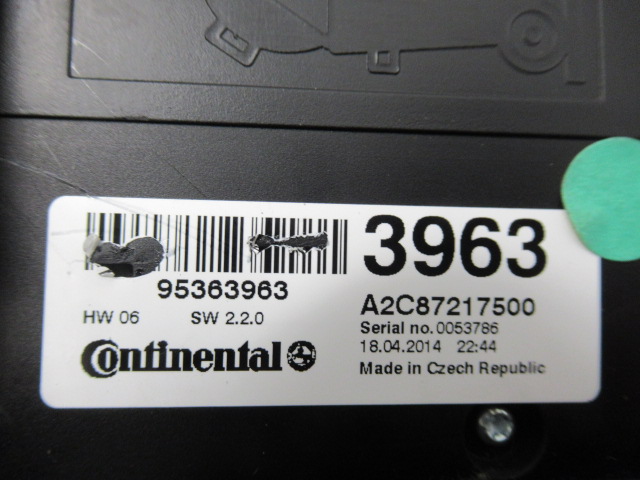 3963
95363963
HW 06 SW 2.2.0
Continental
A2C87217500
Serial no.0053786
18.04.2014 22:44
Made in Czech Republic